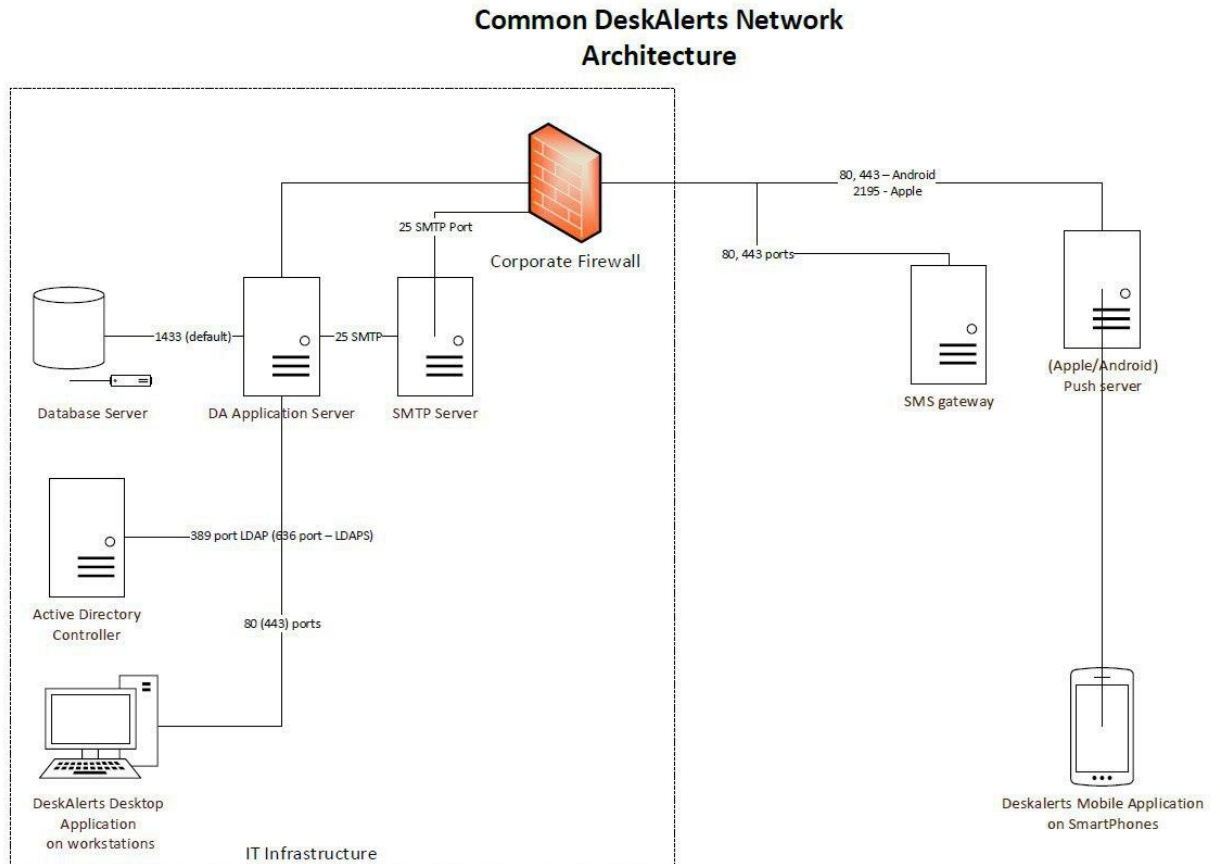 Common DeskAlerts Network
Architecture
80, 443 – Android
2195 - Apple
25 SMTP Port
Corporate Firewall
80, 443 ports
1433 (default)
25 SMTP
(Apple/Android)
Push server
SMS gateway
Database Server
DA Application Server
SMTP Server
389 port LDAP (636 port – LDAPS)
Active Directory
Controller
80 (443) ports
DeskAlerts Desktop
Application
on workstations
Deskalerts Mobile Application
on SmartPhones
IT Infrastructure